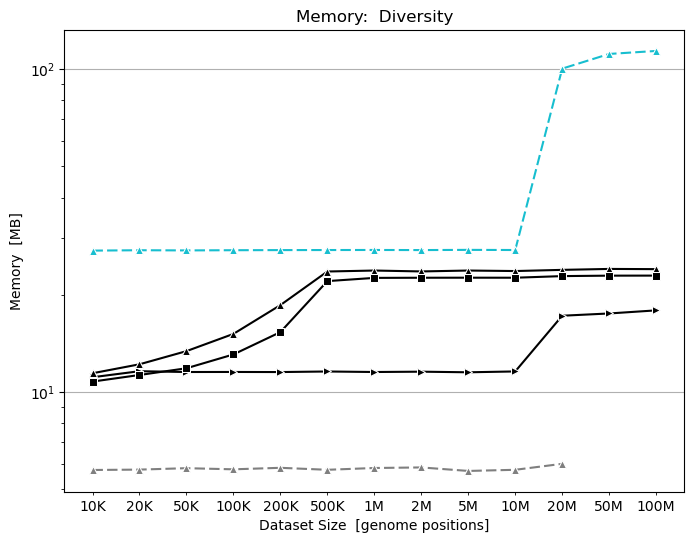 Memory:  Diversity
Memory  [MB]
10²
10¹
10K 20K 50K 100K 200K 500K 1M 2M 5M 10M 20M 50M 100M
Dataset Size  [genome positions]